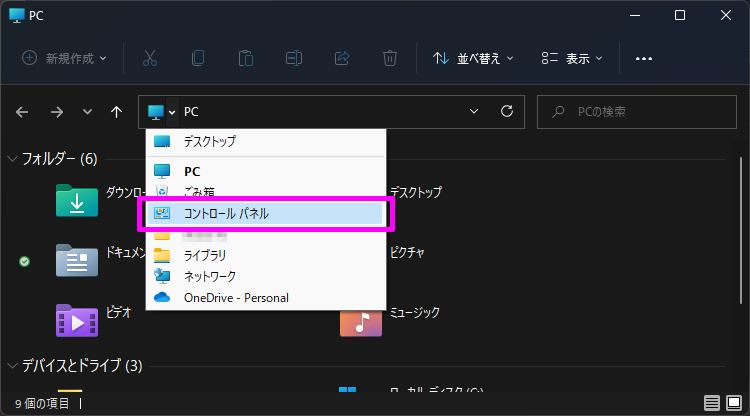 PC
新規作成
並べ替え
表示
PC
PCの検索
デスクトップ
フォルダー (6)
PC
ダウンロー
ごみ箱
デスクトップ
コントロール パネル
ドキュメン
ライブラリ
ピクチャ
ネットワーク
ビデオ
OneDrive - Personal
ミュージック
デバイスとドライブ (3)
ローカル ディスク (C:)
9 個の項目